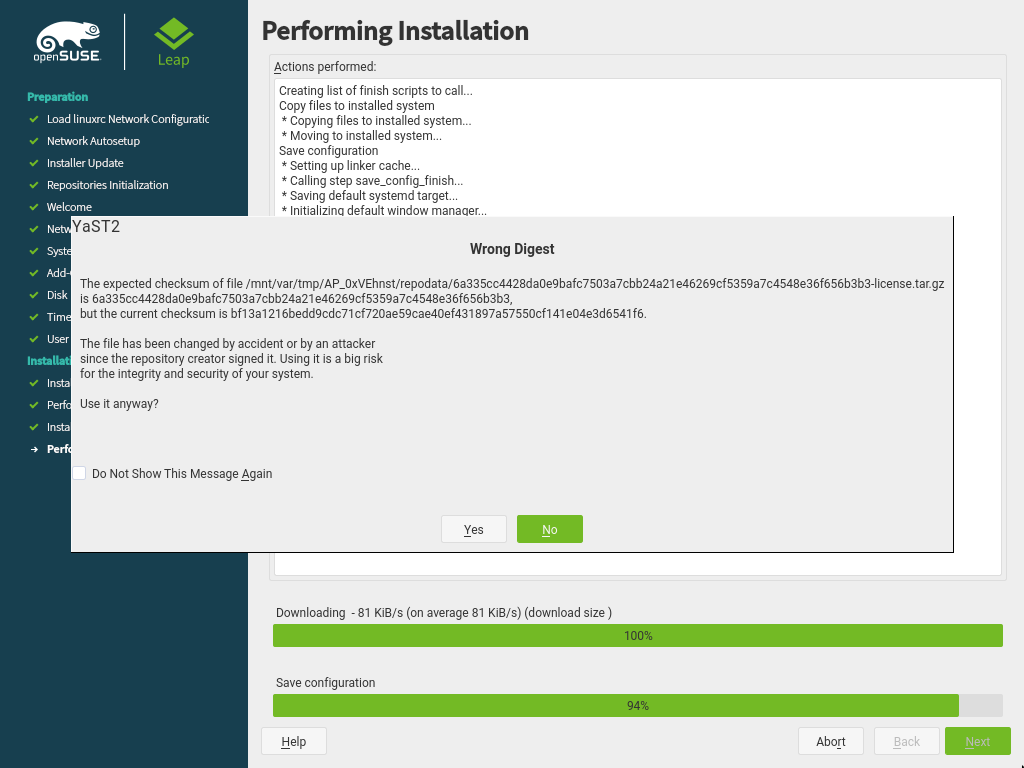 openSUSE
Leap
Performing Installation
Preparation
Load linuxrc Network Configuratic
Network Autosetup
Installer Update
Repositories Initialization
Welcome
Netw
Syste
Add-
Disk
Time
User
Installati
Insta
Perfo
Insta
Perfo
Actions performed:
Creating list of finish scripts to call...
Copy files to installed system
* Copying files to installed system...
* Moving to installed system...
Save configuration
* Setting up linker cache...
* Calling step save_config_finish...
* Saving default systemd target...
* Initializing default window manager...
YaST2
Wrong Digest
The expected checksum of file /mnt/var/tmp/AP_0xVEhnst/repodata/6a335cc4428da0e9bafc7503a7cbb24a21e46269cf5359a7c4548e36f656b3b3-license.tar.gz
is 6a335cc4428da0e9bafc7503a7cbb24a21e46269cf5359a7c4548e36f656b3b3,
but the current checksum is bf13a1216bedd9cdc71cf720ae59cae40ef431897a57550cf141e04e3d6541f6.
The file has been changed by accident or by an attacker
since the repository creator signed it. Using it is a big risk
for the integrity and security of your system.
Use it anyway?
Do Not Show This Message Again
Yes
No
Downloading - 81 KiB/s (on average 81 KiB/s) (download size )
100%
Save configuration
94%
Help
Abort
Back
Next